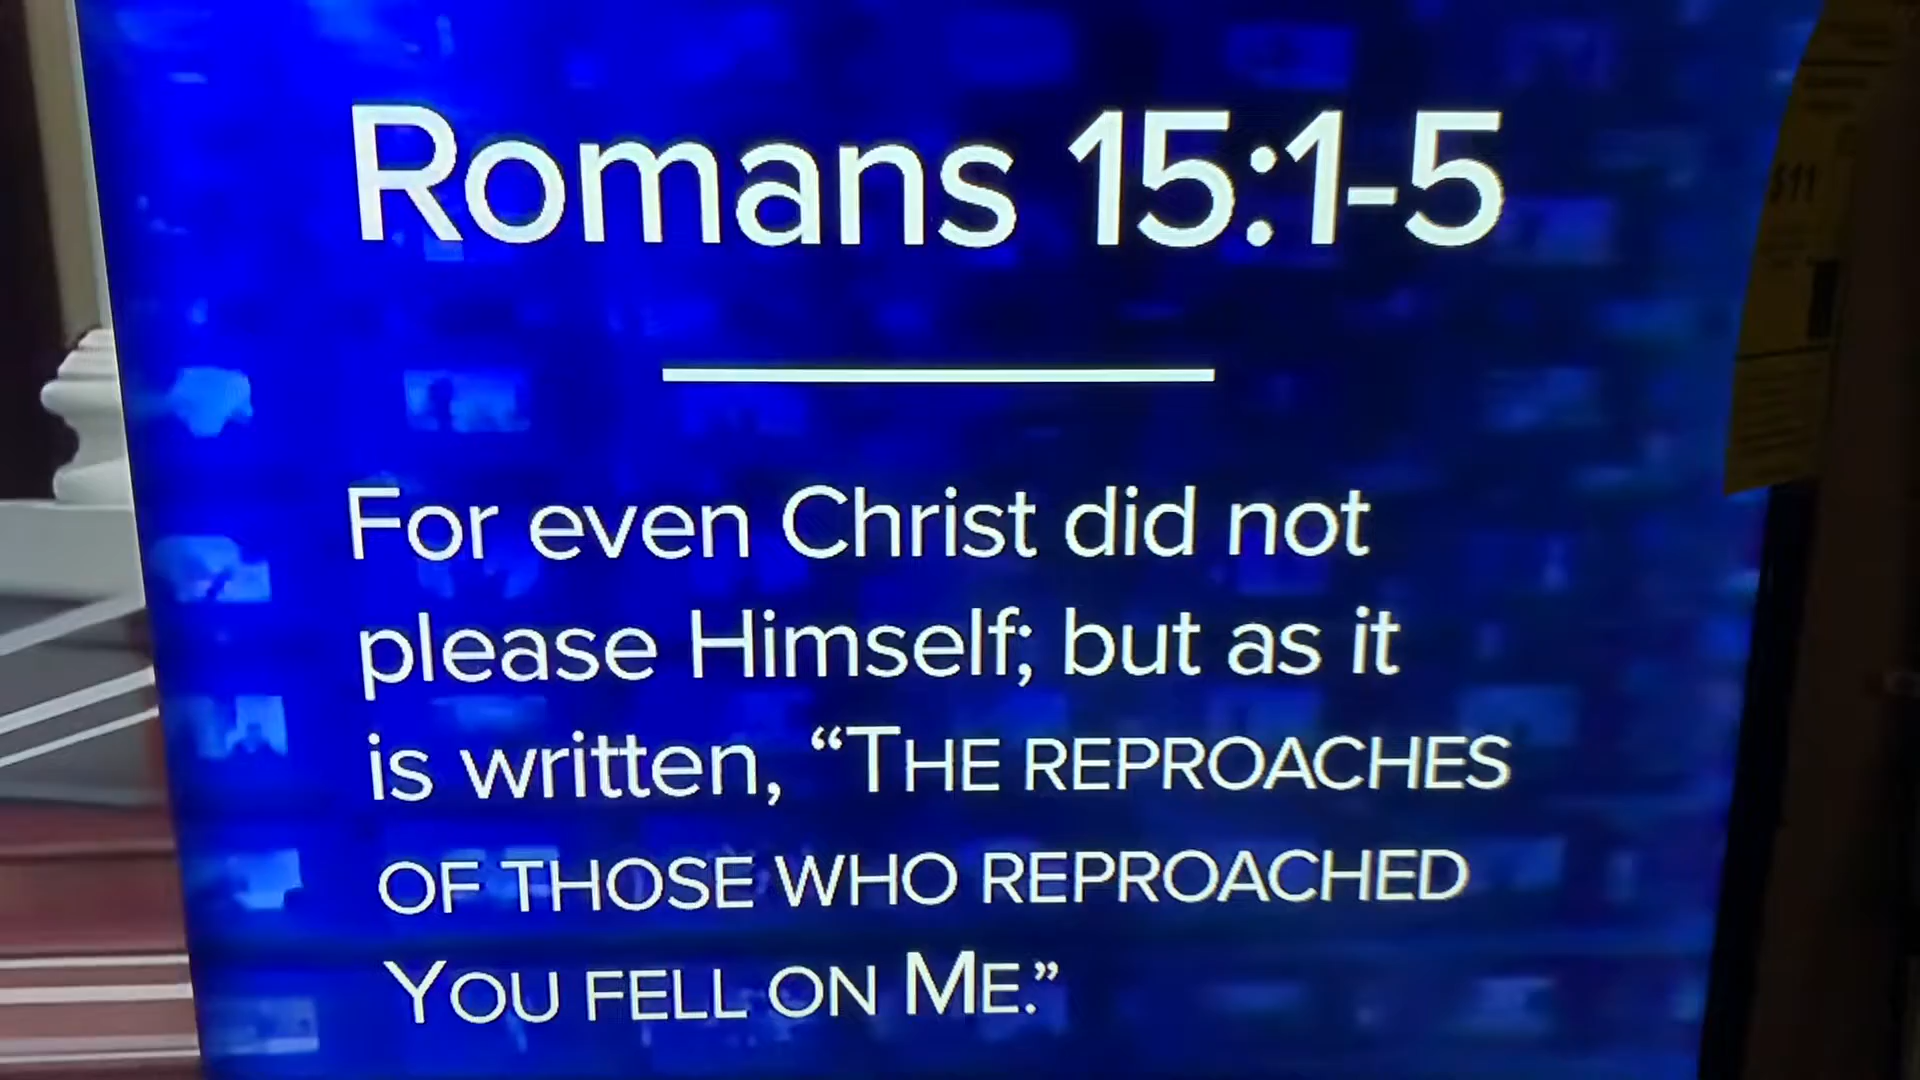 Romans 15:1-5
For even Christ did not
please Himself; but as it
is written, “THE REPROACHES
OF THOSE WHO REPROACHED
YOU FELL ON ME.”
$11